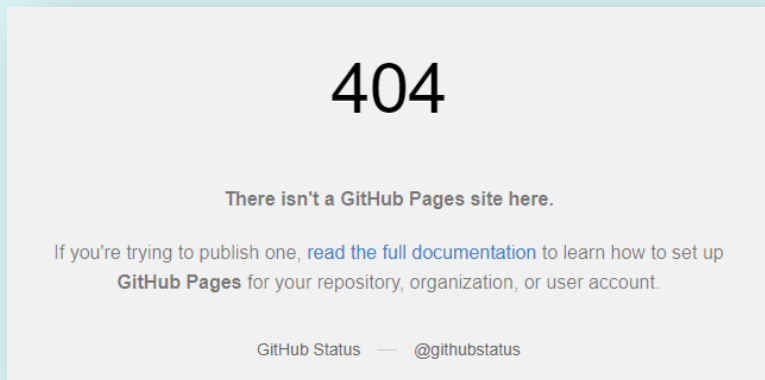 404
There isn't a GitHub Pages site here.
If you're trying to publish one, read the full documentation to learn how to set up
GitHub Pages for your repository, organization, or user account.
GitHub Status — @githubstatus